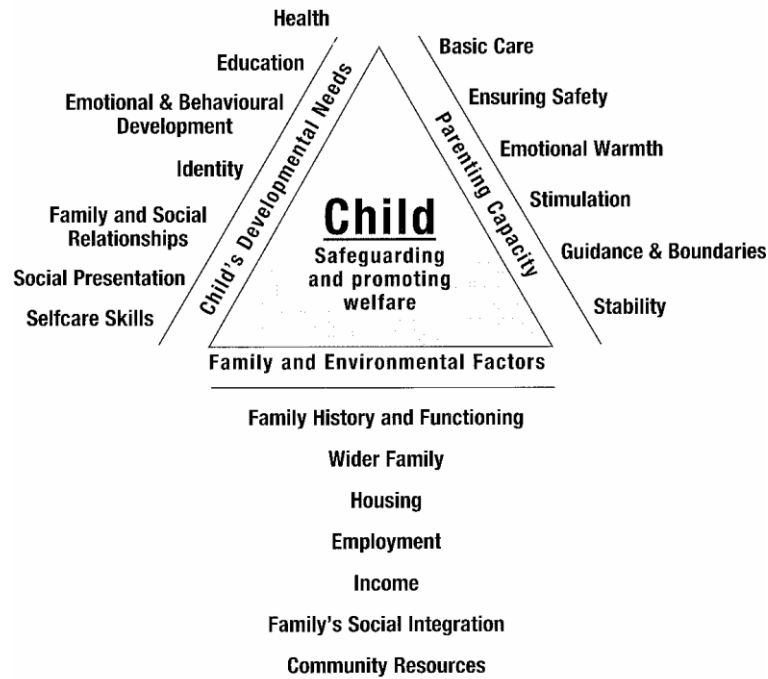 Health
Education
Emotional & Behavioural
Development
Identity
Family and Social
Relationships
Social Presentation
Selfcare Skills
Child's Developmental Needs
Basic Care
Ensuring Safety
Emotional Warmth
Stimulation
Guidance & Boundaries
Stability
Parenting Capacity
Child
Safeguarding
and promoting
welfare
Family and Environmental Factors
Family History and Functioning
Wider Family
Housing
Employment
Income
Family's Social Integration
Community Resources